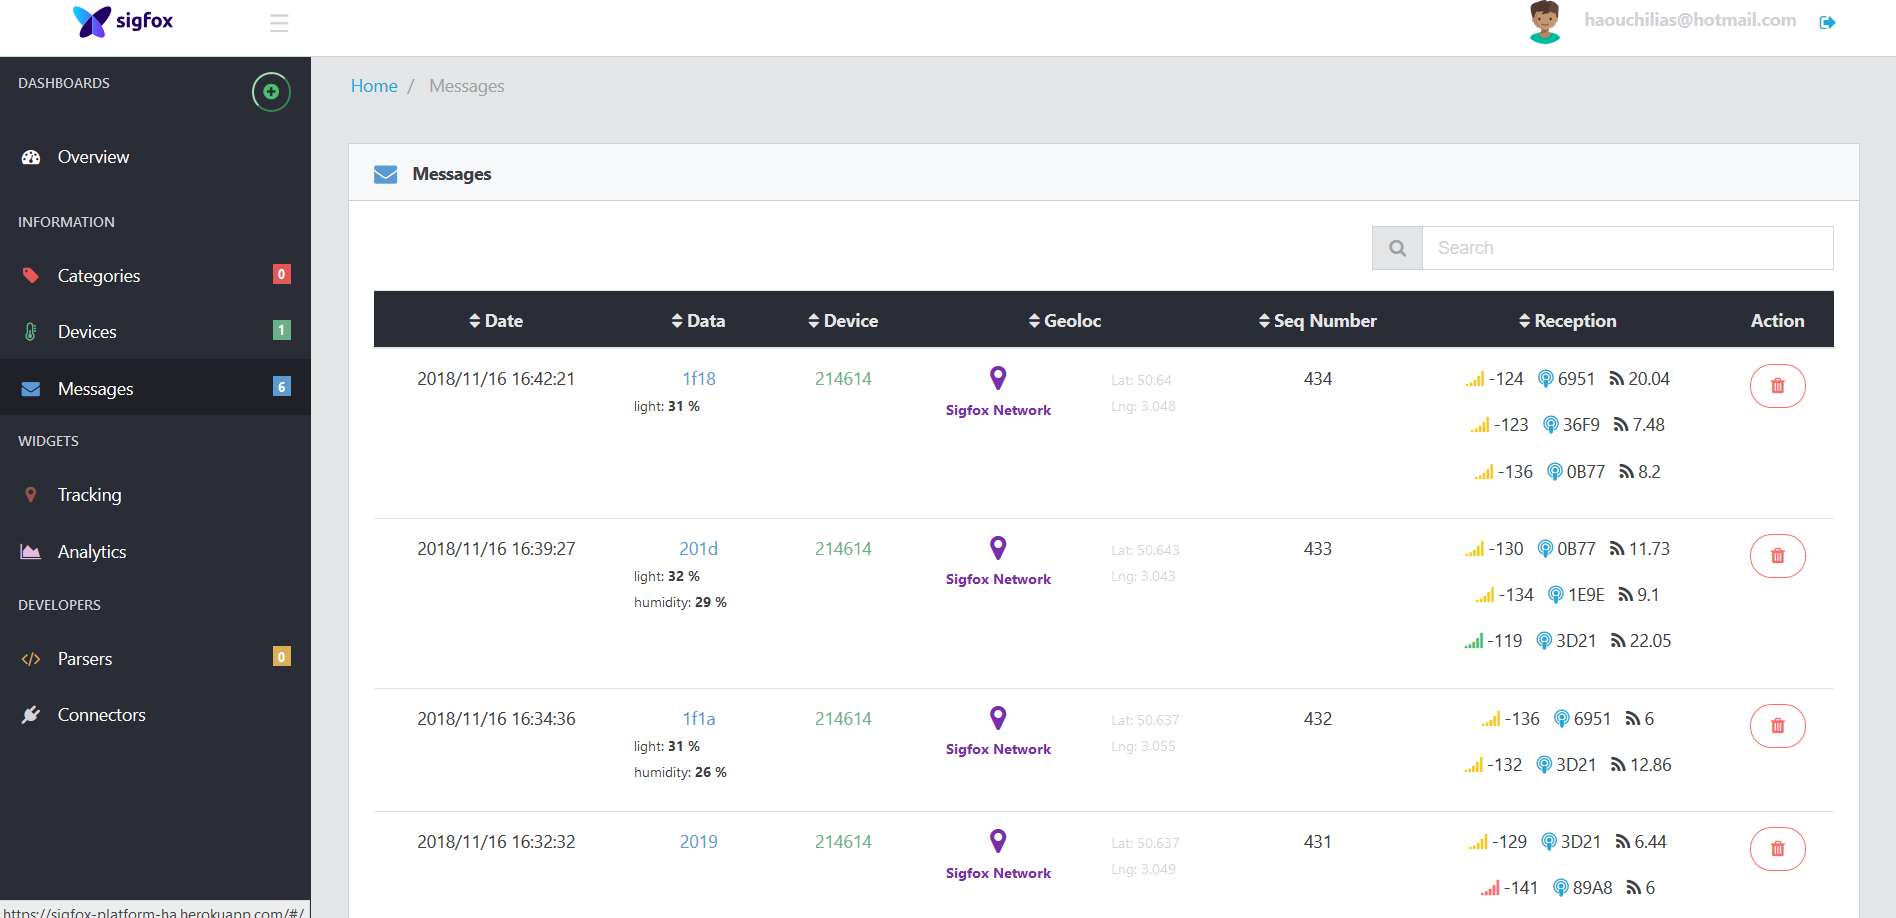 sigfox
haouchilias@hotmail.com
DASHBOARDS
Overview
INFORMATION
Categories 0
Devices 1
Messages 6
WIDGETS
Tracking
Analytics
DEVELOPERS
Parsers 0
Connectors
https://sigfox-platform-ha.herokuapp.com/#/
Home / Messages
Messages
Search
Date Data Device Geoloc Seq Number Reception Action
2018/11/16 16:42:21 1f18 214614 Lat: 50.64 434 -124 6951 20.04
light: 31 % Sigfox Network Lng: 3.048
-123 36F9 7.48
-136 0B77 8.2
2018/11/16 16:39:27 201d 214614 Lat: 50.643 433 -130 0B77 11.73
light: 32 % Sigfox Network Lng: 3.043
humidity: 29 % -134 1E9E 9.1
-119 3D21 22.05
2018/11/16 16:34:36 1f1a 214614 Lat: 50.637 432 -136 6951 6
light: 31 % Sigfox Network Lng: 3.055
humidity: 26 % -132 3D21 12.86
2018/11/16 16:32:32 2019 214614 Lat: 50.637 431 -129 3D21 6.44
Sigfox Network Lng: 3.049
-141 89A8 6